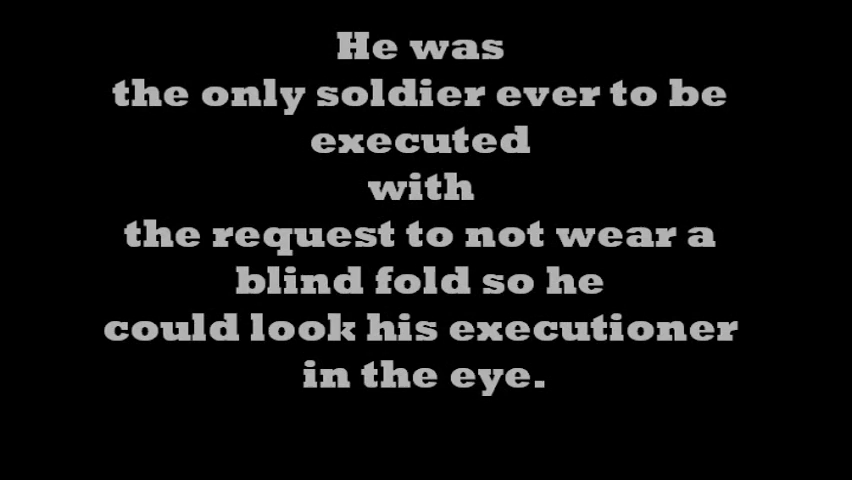 He was
the only soldier ever to be
executed
with
the request to not wear a
blind fold so he
could look his executioner
in the eye.